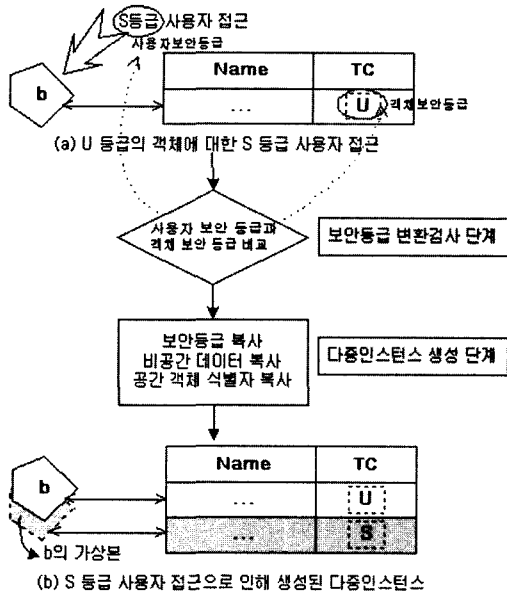 S등급 사용자 접근
사용자보안등급
b
Name TC
... U
객체보안등급
(a) U 등급의 객체에 대한 S 등급 사용자 접근
사용자 보안 등급과
객체 보안 등급 비교
보안등급 변환검사 단계
보안등급 복사
비공간 데이터 복사
공간 객체 식별자 복사
다중인스턴스 생성 단계
Name TC
b
... U
... S
b의 가상본
(b) S 등급 사용자 접근으로 인해 생성된 다중인스턴스